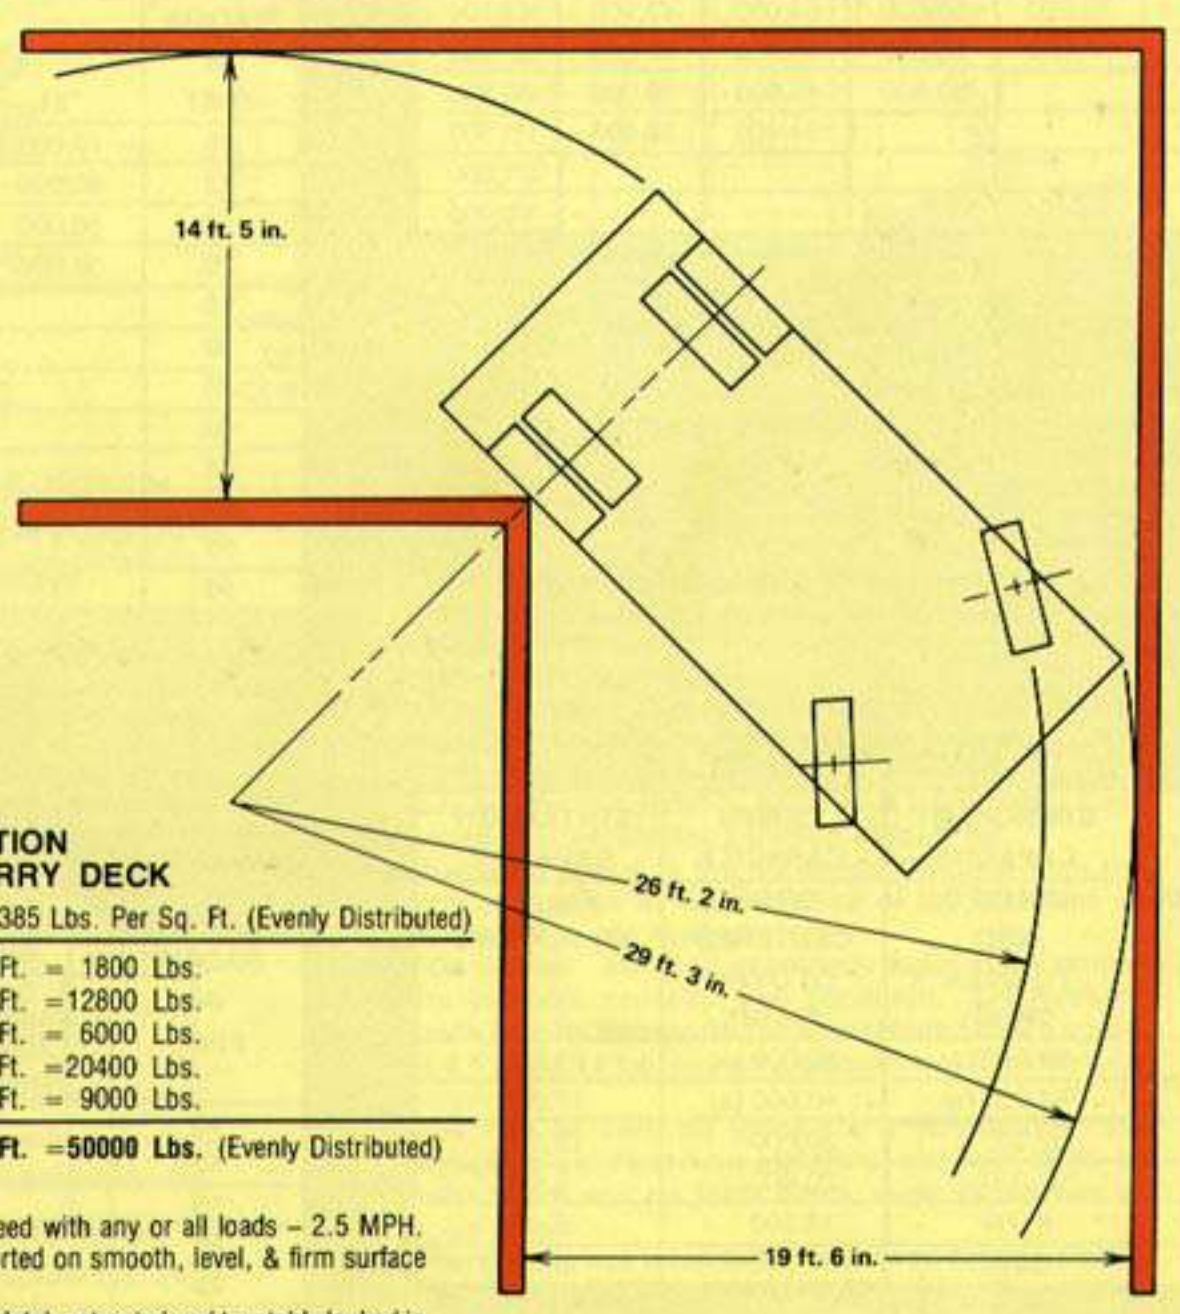 14 ft. 5 in.
TION
RRY DECK
385 Lbs. Per Sq. Ft. (Evenly Distributed)
Ft. = 1800 Lbs.
Ft. =12800 Lbs.
Ft. = 6000 Lbs.
Ft. =20400 Lbs.
Ft. = 9000 Lbs.
Ft. =50000 Lbs. (Evenly Distributed)
eed with any or all loads – 2.5 MPH.
rted on smooth, level, & firm surface
26 ft. 2 in.
29 ft. 3 in.
19 ft. 6 in.